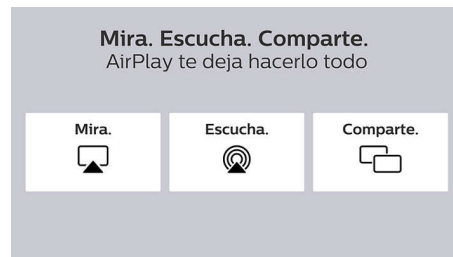 Mira. Escucha. Comparte.
AirPlay te deja hacerlo todo
Mira.
Escucha.
Comparte.